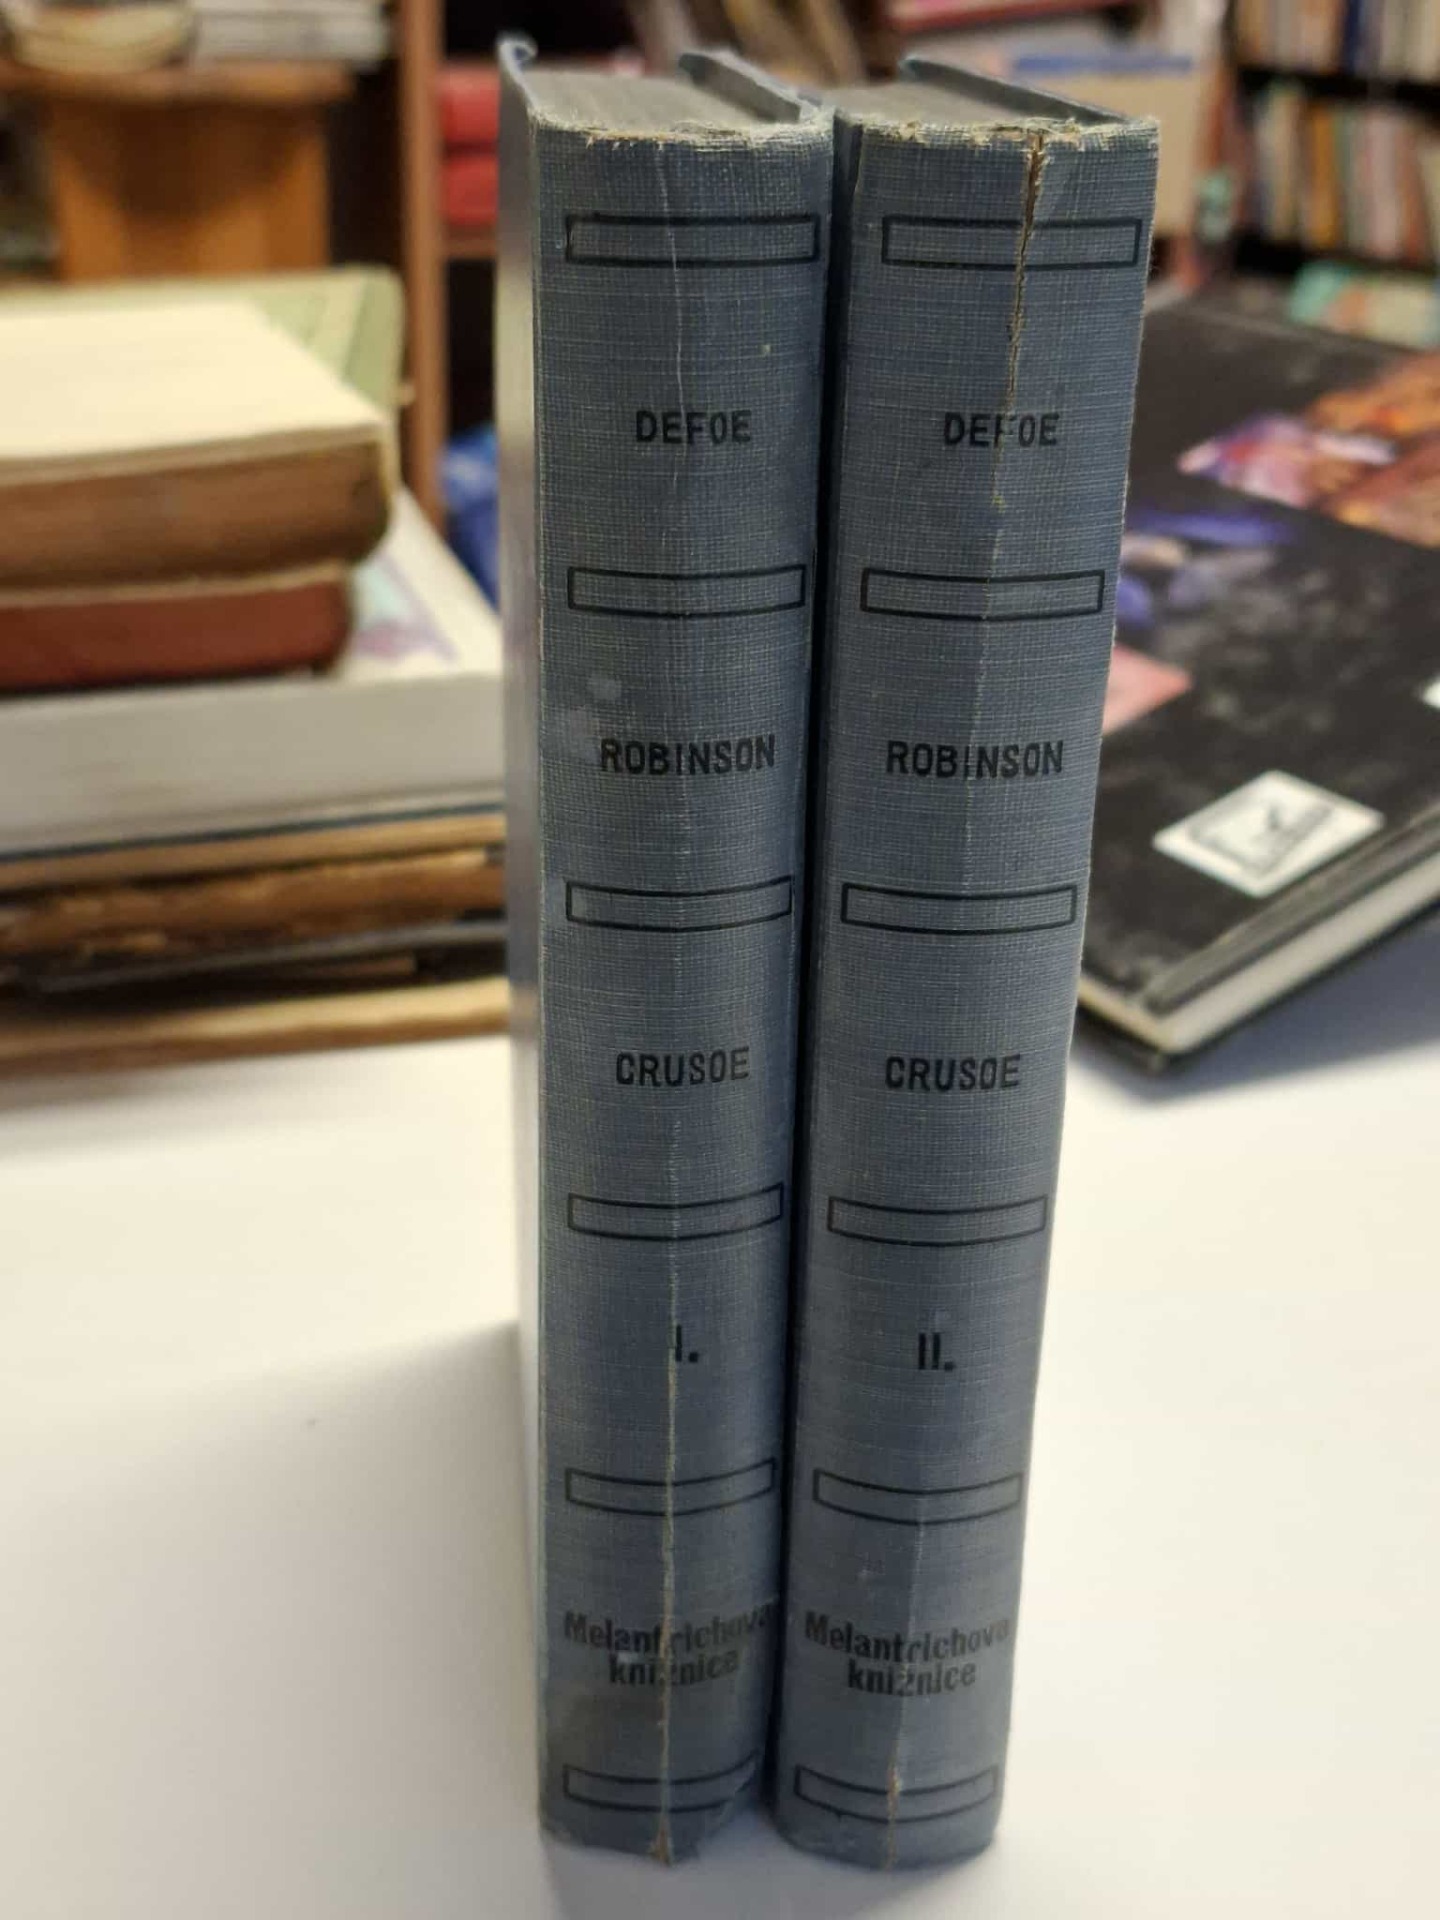 DEFOE
ROBINSON
CRUSOE
I.
Melantrichova
knižnice
DEFOE
ROBINSON
CRUSOE
II.
Melantrichova
knižnice